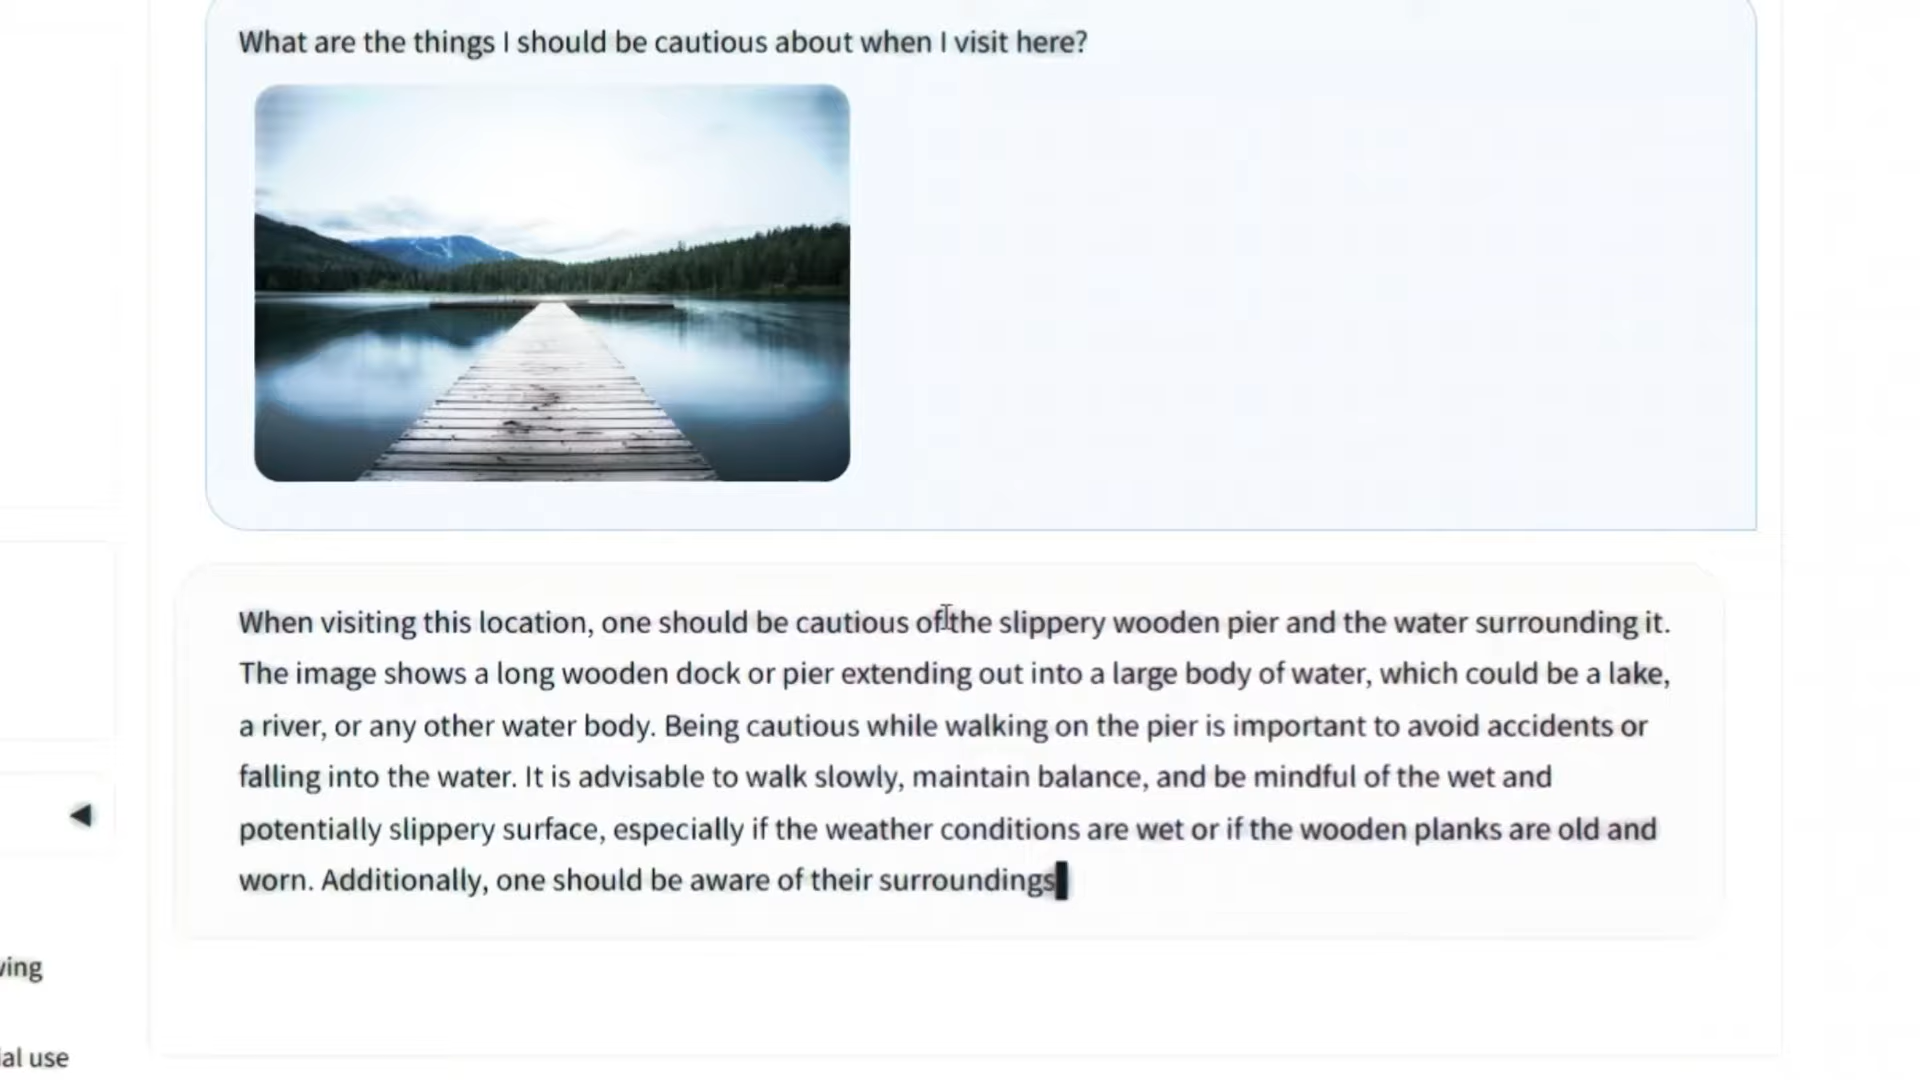 What are the things I should be cautious about when I visit here?
When visiting this location, one should be cautious of the slippery wooden pier and the water surrounding it.
The image shows a long wooden dock or pier extending out into a large body of water, which could be a lake,
a river, or any other water body. Being cautious while walking on the pier is important to avoid accidents or
falling into the water. It is advisable to walk slowly, maintain balance, and be mindful of the wet and
potentially slippery surface, especially if the weather conditions are wet or if the wooden planks are old and
worn. Additionally, one should be aware of their surroundings
ving
ial use